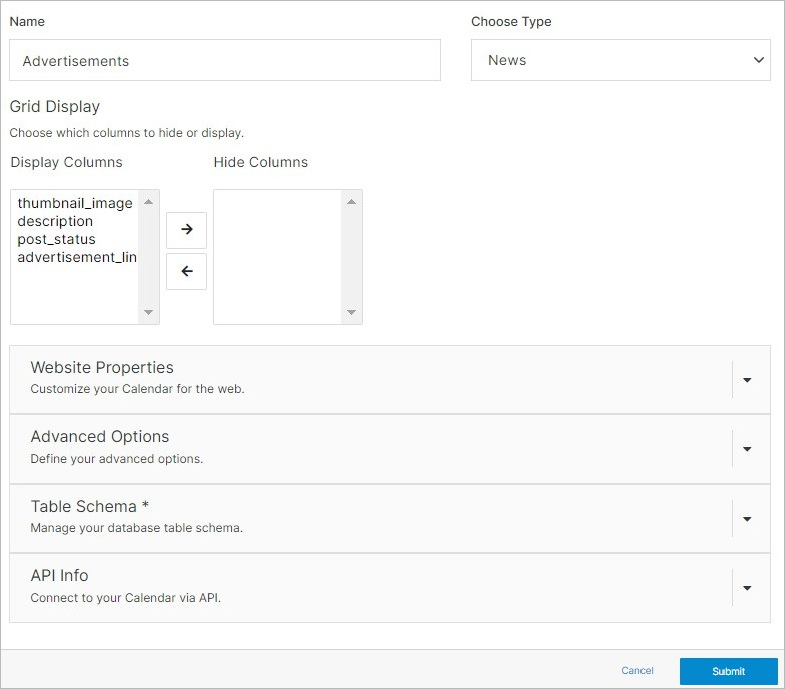 Name
Choose Type
Advertisements
News
Grid Display
Choose which columns to hide or display.
Display Columns
Hide Columns
thumbnail_image
description
post_status
advertisement_lin
Website Properties
Customize your Calendar for the web.
Advanced Options
Define your advanced options.
Table Schema *
Manage your database table schema.
API Info
Connect to your Calendar via API.
Cancel
Submit